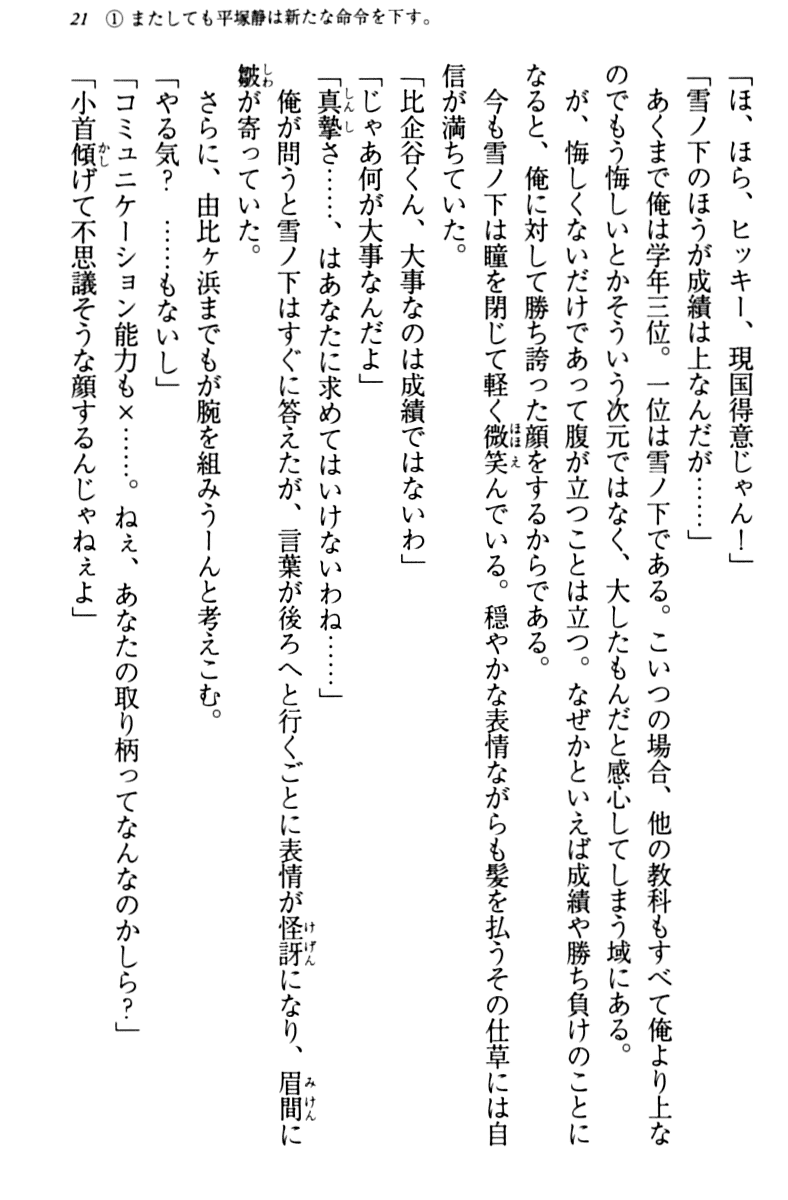 21　① またしても平塚静は新たな命令を下す。
「ほ、ほら、ヒッキー、現国得意じゃん！」
「雪ノ下のほうが成績は上なんだが……」
　あくまで俺は学年三位。一位は雪ノ下である。こいつの場合、他の教科もすべて俺より上な
のでもう悔しいとかそういう次元ではなく、大したもんだと感心してしまう域にある。
　が、悔しくないだけであって腹が立つことは立つ。なぜかといえば成績や勝ち負けのことに
なると、俺に対して勝ち誇った顔をするからである。
　今も雪ノ下は瞳を閉じて軽く微笑んでいる。穏やかな表情ながらも髪を払うその仕草には自
信が満ちていた。
「比企谷くん、大事なのは成績ではないわ」
「じゃあ何が大事なんだよ」
「真摯さ……、はあなたに求めてはいけないわね……」
　俺が問うと雪ノ下はすぐに答えたが、言葉が後ろへと行くごとに表情が怪訝になり、眉間に
皺が寄っていた。
　さらに、由比ヶ浜までもが腕を組みうーんと考えこむ。
「やる気？　……もないし」
「コミュニケーション能力も×……。ねぇ、あなたの取り柄ってなんなのかしら？」
「小首傾げて不思議そうな顔するんじゃねぇよ」